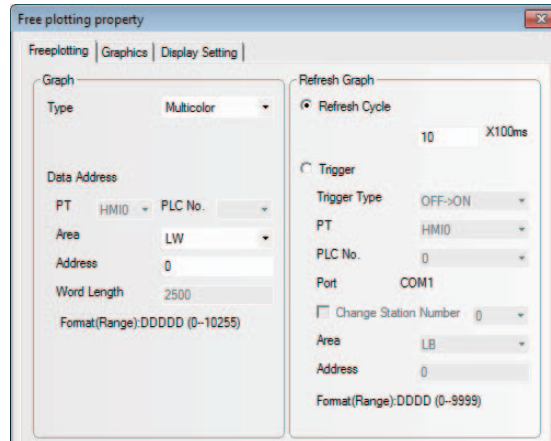 Free plotting property
Freeplotting Graphics Display Setting
Graph
Type Multicolor
Data Address
PT HMI0 PLC No.
Area LW
Address 0
Word Length 2500
Format(Range):DDDDD (0--10255)
Refresh Graph
Refresh Cycle
10 X100ms
Trigger
Trigger Type OFF->ON
PT HMI0
PLC No. 0
Port COM1
Change Station Number 0
Area LB
Address 0
Format(Range):DDDD (0--9999)